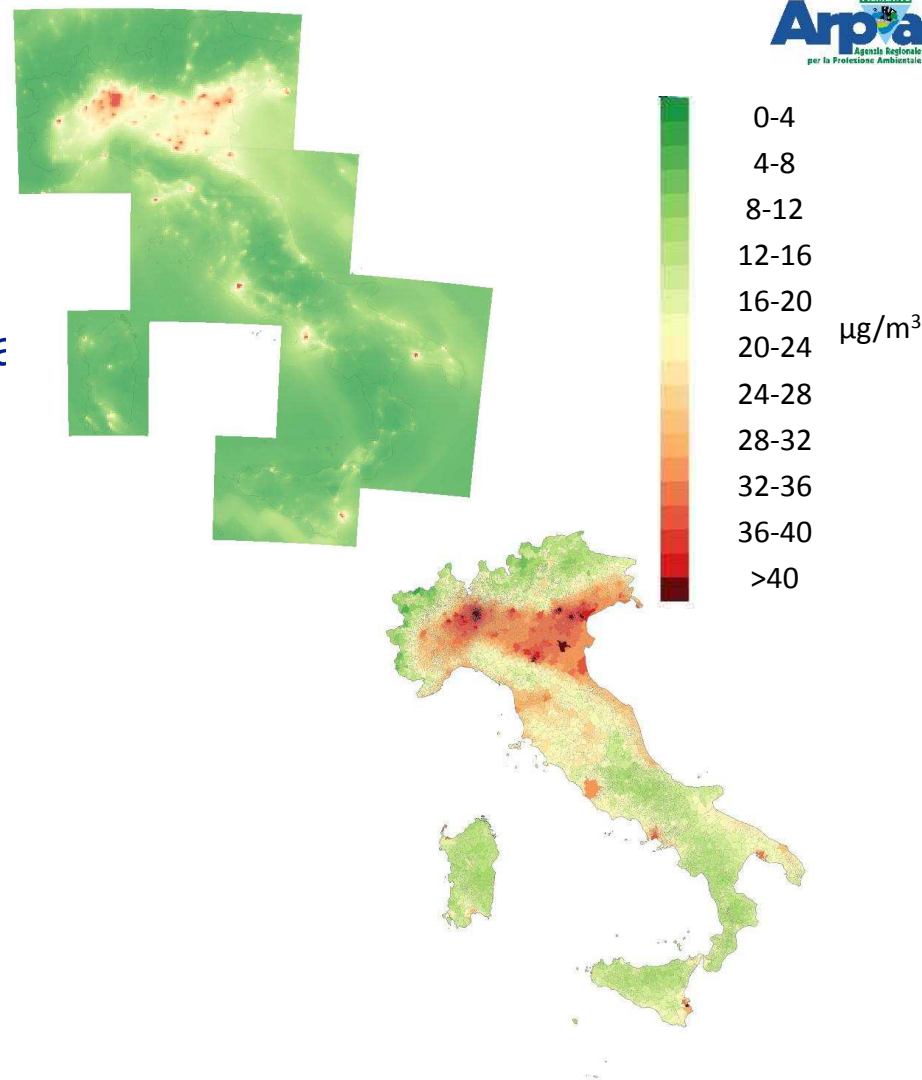 Arpa
Agenzia Regionale
per la Protezione Ambientale
0-4
4-8
8-12
12-16
16-20
20-24
24-28
28-32
32-36
36-40
>40
µg/m³